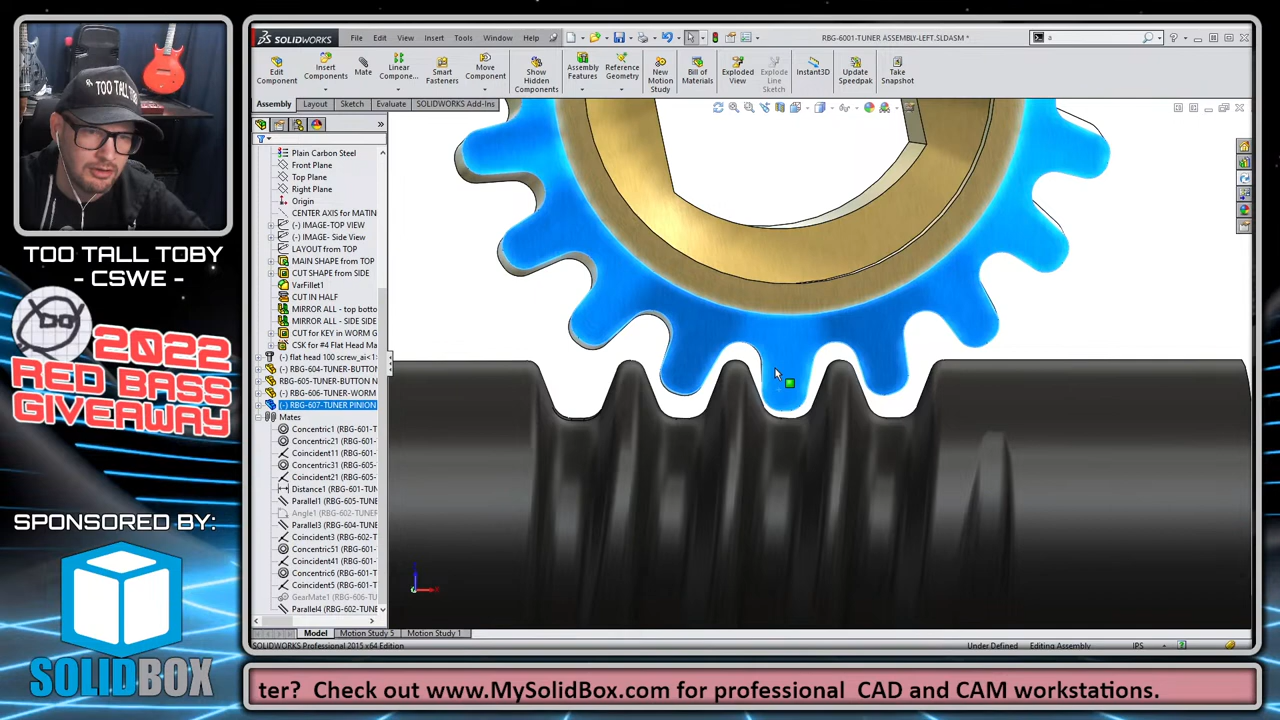 TOO TALL TOBY
TOO TALL TOBY
- CSWE -
2022
RED BASS
GIVEAWAY
SPONSORED BY:
SOLIDBOX
SOLIDWORKS
File Edit View Insert Tools Window Help
RBG-6001-TUNER ASSEMBLY-LEFT.SLDASM *
a
Edit Component
Insert Components
Mate
Linear Compone...
Smart Fasteners
Move Component
Show Hidden Components
Assembly Features
Reference Geometry
New Motion Study
Bill of Materials
Exploded View
Explode Line Sketch
Instant3D
Update Speedpak
Take Snapshot
Assembly Layout Sketch Evaluate SOLIDWORKS Add-Ins
Plain Carbon Steel
Front Plane
Top Plane
Right Plane
Origin
CENTER AXIS for MATIN
(-) IMAGE-TOP VIEW
(-) IMAGE- Side View
LAYOUT from TOP
MAIN SHAPE from TOP
CUT SHAPE from SIDE
VarFillet1
CUT IN HALF
MIRROR ALL - top botto
MIRROR ALL - SIDE SIDE
CUT for KEY in WORM G
CSK for #4 Flat Head Ma
(-) flat head 100 screw_ai<1>
(-) RBG-604-TUNER-BUTTON
RBG-605-TUNER-BUTTON N
(-) RBG-606-TUNER-WORM
(-) RBG-607-TUNER PINION
Mates
Concentric1 (RBG-601-T
Concentric21 (RBG-601-
Coincident11 (RBG-601-
Concentric31 (RBG-605-
Coincident21 (RBG-605-
Distance1 (RBG-601-TUN
Parallel1 (RBG-605-TUNE
Angle1 (RBG-602-TUNER
Parallel3 (RBG-604-TUNE
Coincident3 (RBG-602-T
Concentric51 (RBG-601-
Coincident41 (RBG-601-
Concentric6 (RBG-602-T
Coincident5 (RBG-601-T
GearMate1 (RBG-606-TU
Parallel4 (RBG-602-TUNE
Model Motion Study 5 Motion Study 1
SOLIDWORKS Professional 2015 x64 Edition
Under Defined Editing Assembly IPS
ter? Check out www.MySolidBox.com for professional CAD and CAM workstations.